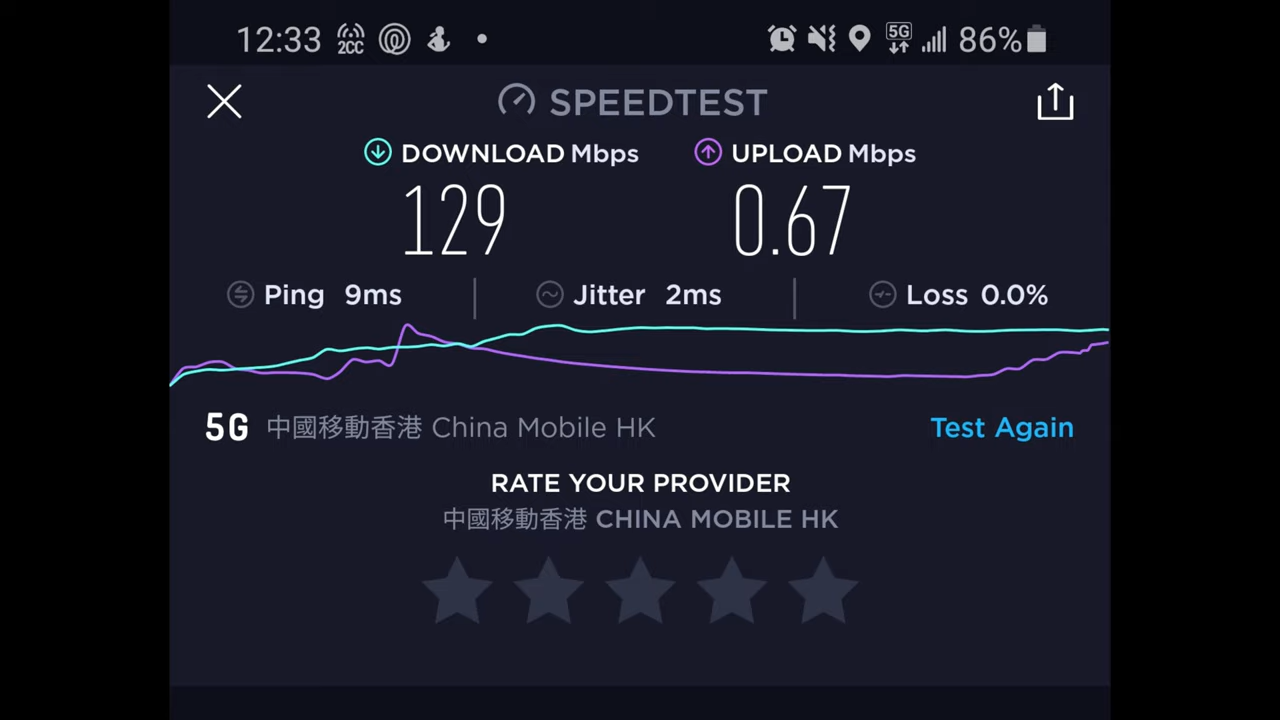 12:33 2CC 5G 86%
SPEEDTEST
DOWNLOAD Mbps UPLOAD Mbps
129 0.67
Ping 9ms Jitter 2ms Loss 0.0%
5G 中國移動香港 China Mobile HK Test Again
RATE YOUR PROVIDER
中國移動香港 CHINA MOBILE HK